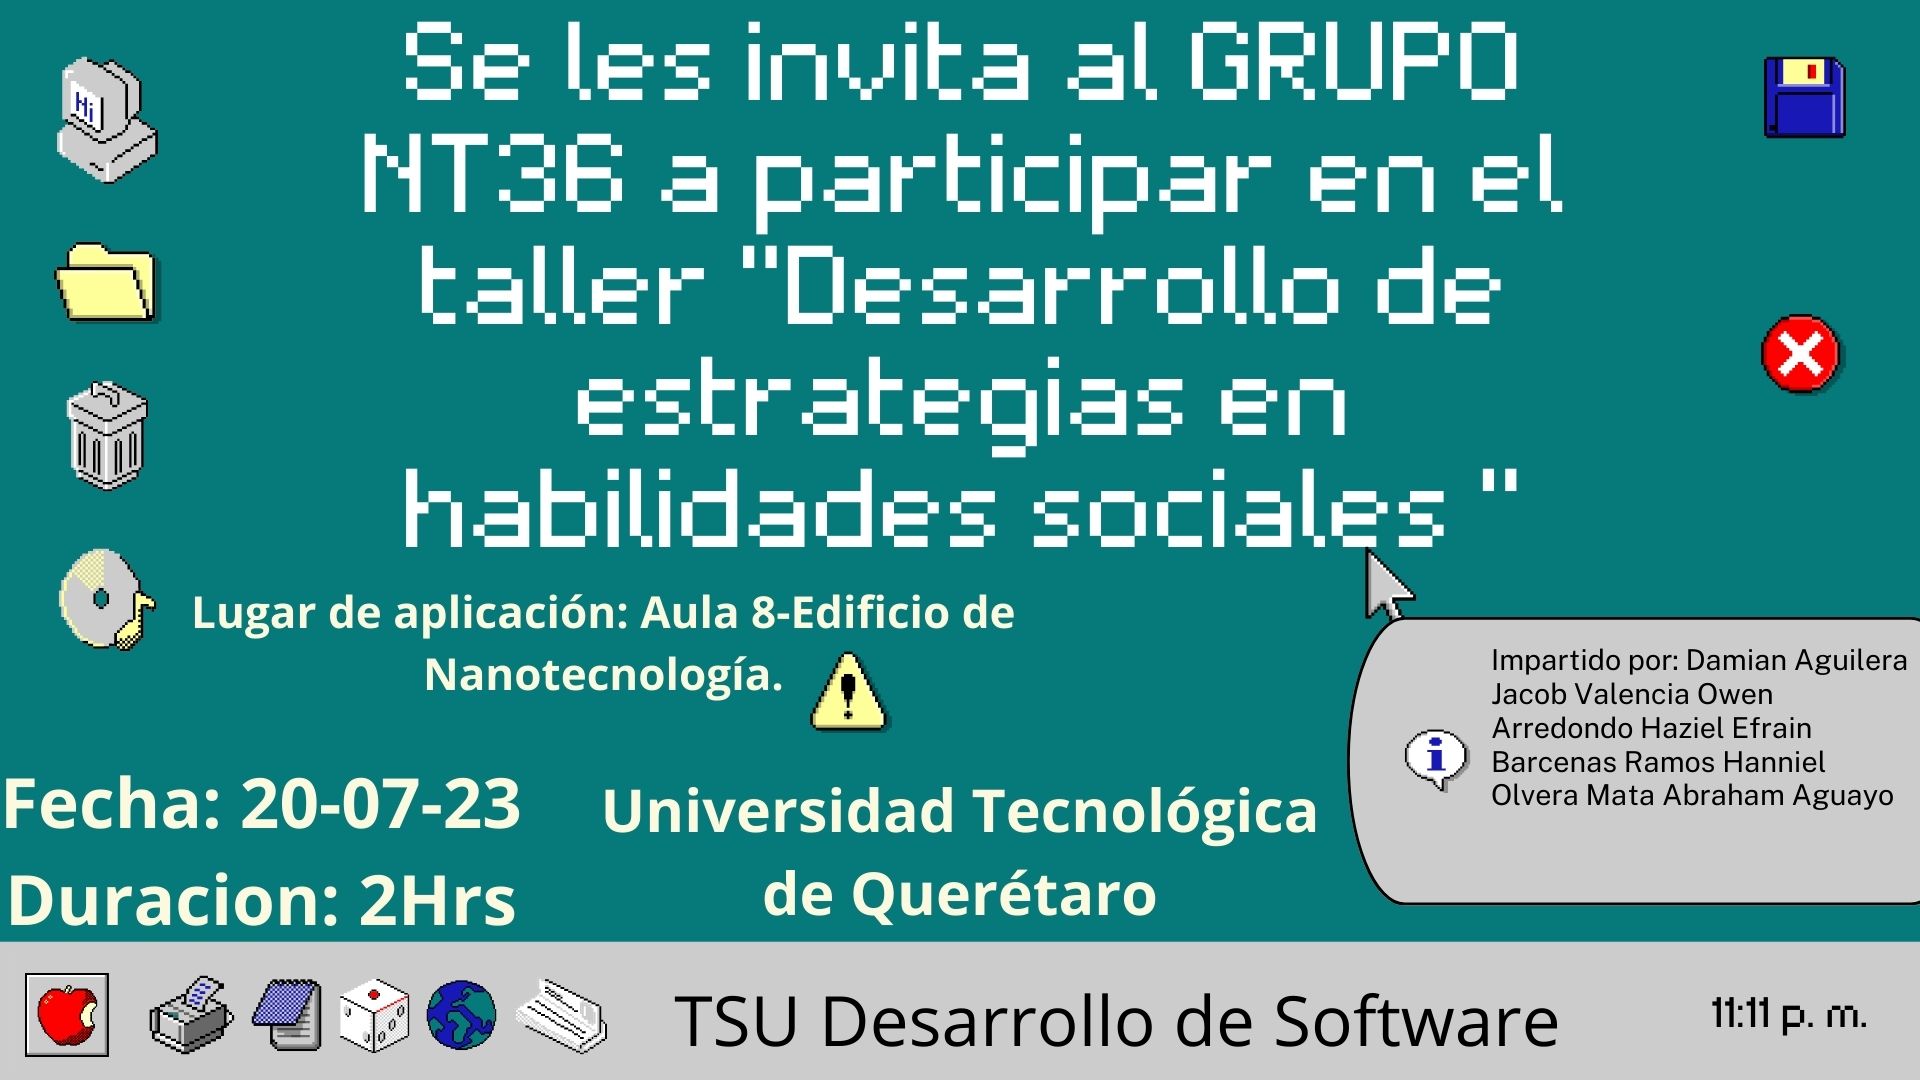 Hi
Se les invita al GRUPO
NT36 a participar en el
taller "Desarrollo de
estrategias en
habilidades sociales "
Lugar de aplicación: Aula 8-Edificio de
Nanotecnología.
Impartido por: Damian Aguilera
Jacob Valencia Owen
Arredondo Haziel Efrain
Barcenas Ramos Hanniel
Olvera Mata Abraham Aguayo
Fecha: 20-07-23
Duracion: 2Hrs
Universidad Tecnológica
de Querétaro
TSU Desarrollo de Software
11:11 p. m.